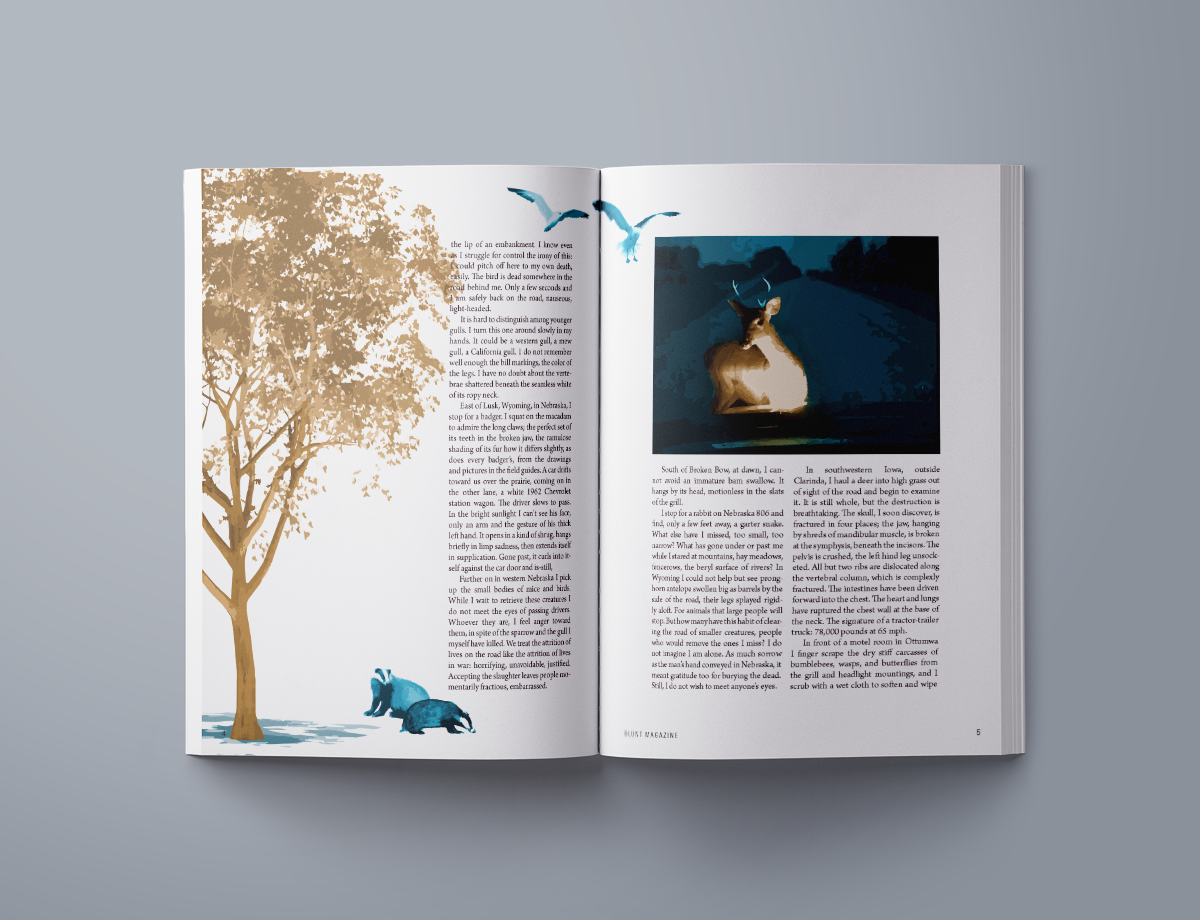 the lip of an embankment. I know even
as I struggle for control the irony of this:
I could pitch off here to my own death,
easily. The bird is dead somewhere in the
road behind me. Only a few seconds and
I am safely back on the road, nauseous,
light-headed.
It is hard to distinguish among younger
gulls. I turn this one around slowly in my
hands. It could be a western gull, a mew
gull, a California gull. I do not remember
well enough the bill markings, the color of
the legs. I have no doubt about the verte-
brae shattered beneath the seamless white
of its ropy neck.
East of Lusk, Wyoming, in Nebraska, I
stop for a badger. I squat on the macadam
to admire the long claws; the perfect set of
its teeth in the broken jaw, the ramulose
shading of its fur how it differs slightly, as
does every badger's, from the drawings
and pictures in the field guides. A car drifts
toward us over the prairie, coming on in
the other lane, a white 1962 Chevrolet
station wagon. The driver slows to pass.
In the bright sunlight I can't see his face,
only an arm and the gesture of his thick
left hand. It opens in a kind of shrug, hangs
briefly in limp sadness, then extends itself
in supplication. Gone past, it curls into it-
self against the car door and is still,
Farther on in western Nebraska I pick
up the small bodies of mice and birds.
While I wait to retrieve these creatures I
do not meet the eyes of passing drivers.
Whoever they are, I feel anger toward
them, in spite of the sparrow and the gull I
myself have killed. We treat the attrition of
lives on the road like the attrition of lives
in war: horrifying, unavoidable, justified.
Accepting the slaughter leaves people mo-
mentarily fractious, embarrassed.
4
South of Broken Bow, at dawn, I can-
not avoid an immature barn swallow. It
hangs by its head, motionless in the slats
of the grill.
I stop for a rabbit on Nebraska 806 and
find, only a few feet away, a garter snake.
What else have I missed, too small, too
narrow? What has gone under or past me
while I stared at mountains, hay meadows,
fencerows, the beryl surface of rivers? In
Wyoming I could not help but see prong-
horn antelope swollen big as barrels by the
side of the road, their legs splayed rigid-
ly aloft. For animals that large people will
stop. But how many have this habit of clear-
ing the road of smaller creatures, people
who would remove the ones I miss? I do
not imagine I am alone. As much sorrow
as the man's hand conveyed in Nebraska, it
meant gratitude too for burying the dead.
Still, I do not wish to meet anyone's eyes.
In southwestern Iowa, outside
Clarinda, I haul a deer into high grass out
of sight of the road and begin to examine
it. It is still whole, but the destruction is
breathtaking. The skull, I soon discover, is
fractured in four places; the jaw, hanging
by shreds of mandibular muscle, is broken
at the symphysis, beneath the incisors. The
pelvis is crushed, the left hind leg unsock-
eted. All but two ribs are dislocated along
the vertebral column, which is complexly
fractured. The intestines have been driven
forward into the chest. The heart and lungs
have ruptured the chest wall at the base of
the neck. The signature of a tractor-trailer
truck: 78,000 pounds at 65 mph.
In front of a motel room in Ottumwa
I finger scrape the dry stiff carcasses of
bumblebees, wasps, and butterflies from
the grill and headlight mountings, and I
scrub with a wet cloth to soften and wipe
BLUNT MAGAZINE
5